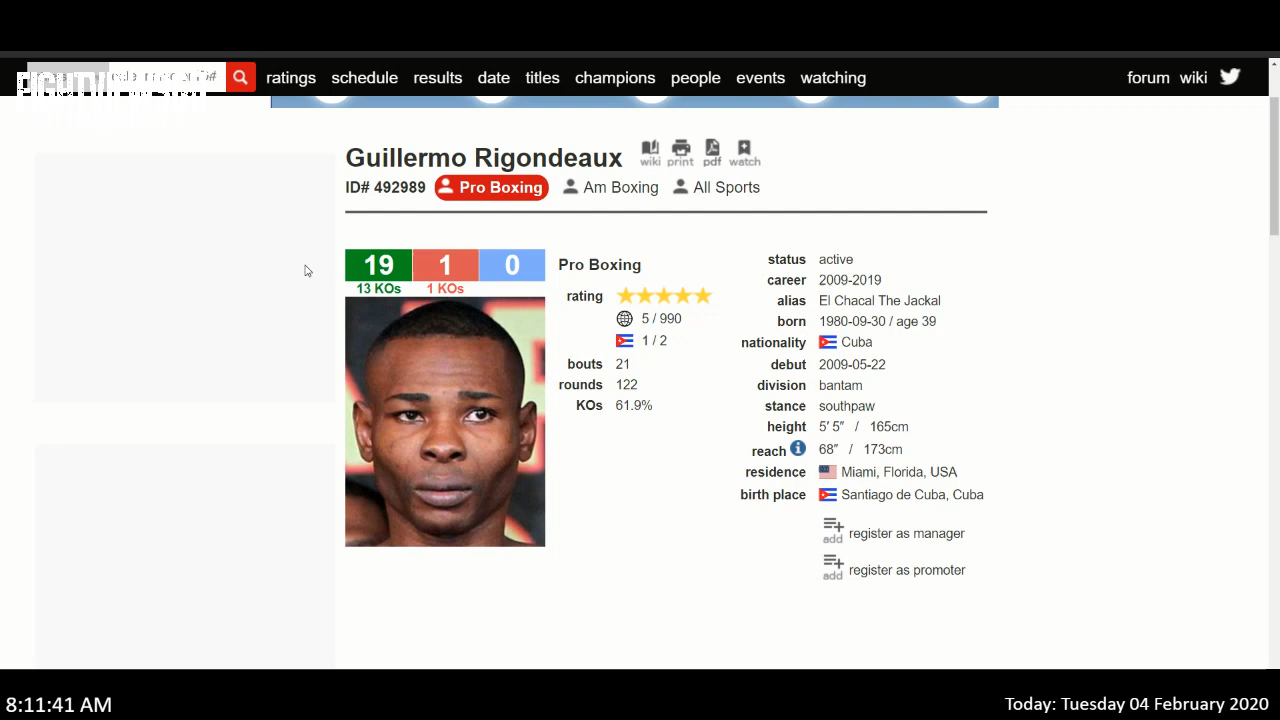 FIGHTVIEW360
ratings schedule results date titles champions people events watching forum wiki
Guillermo Rigondeaux wiki print pdf watch
ID# 492989 Pro Boxing Am Boxing All Sports
19 1 0
13 KOs 1 KOs
Pro Boxing
rating
5 / 990
1 / 2
bouts 21
rounds 122
KOs 61.9%
status active
career 2009-2019
alias El Chacal The Jackal
born 1980-09-30 / age 39
nationality Cuba
debut 2009-05-22
division bantam
stance southpaw
height 5′ 5″ / 165cm
reach i 68″ / 173cm
residence Miami, Florida, USA
birth place Santiago de Cuba, Cuba
add register as manager
add register as promoter
8:11:41 AM Today: Tuesday 04 February 2020